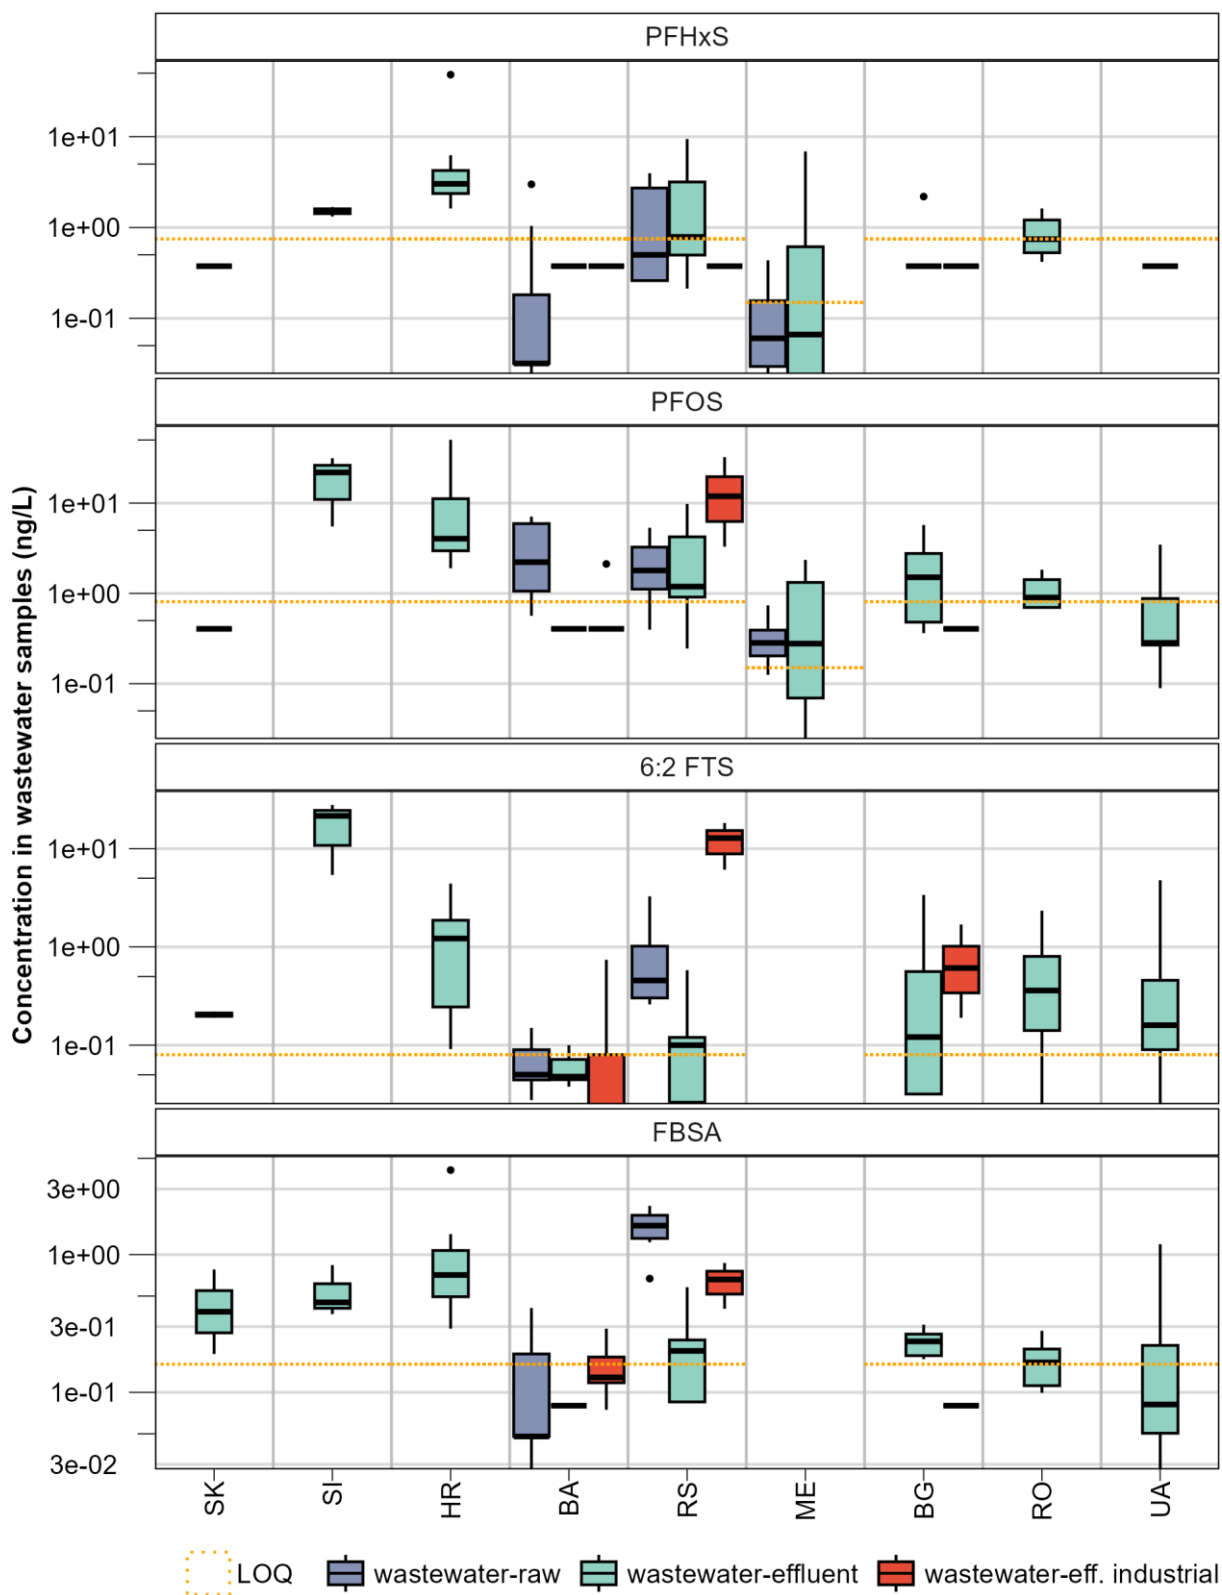 PFHxS
1e+01
1e+00
1e-01
PFOS
1e+01
1e+00
1e-01
6:2 FTS
1e+01
1e+00
1e-01
FBSA
3e+00
1e+00
3e-01
1e-01
3e-02
Concentration in wastewater samples (ng/L)
SK SI HR BA RS ME BG RO UA
LOQ wastewater-raw wastewater-effluent wastewater-eff. industrial